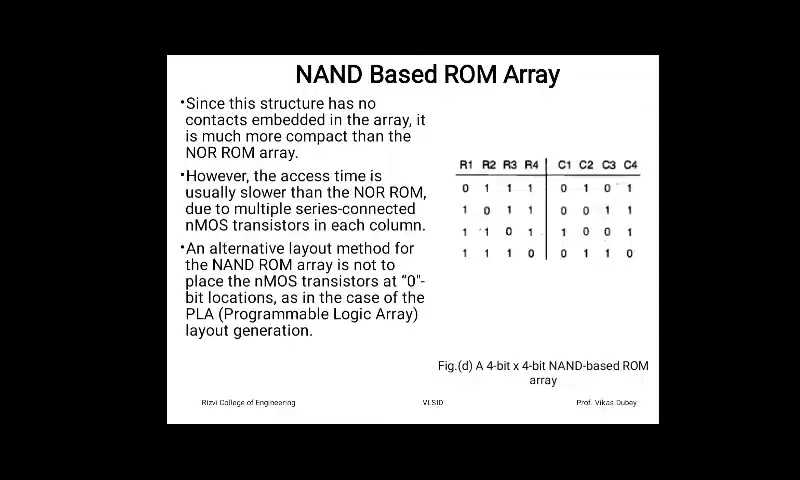 NAND Based ROM Array
•Since this structure has no
contacts embedded in the array, it
is much more compact than the
NOR ROM array.
•However, the access time is
usually slower than the NOR ROM,
due to multiple series-connected
nMOS transistors in each column.
•An alternative layout method for
the NAND ROM array is not to
place the nMOS transistors at “0"-
bit locations, as in the case of the
PLA (Programmable Logic Array)
layout generation.
R1 R2 R3 R4 C1 C2 C3 C4
0 1 1 1 0 1 0 1
1 0 1 1 0 0 1 1
1 1 0 1 1 0 0 1
1 1 1 0 0 1 1 0
Fig.(d) A 4-bit x 4-bit NAND-based ROM
array
Rizvi College of Engineering VLSID Prof. Vikas Dubey